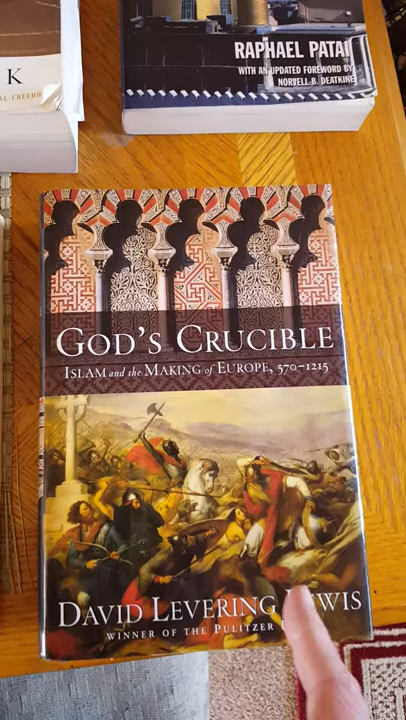 K
RAPHAEL PATAI
WITH AN UPDATED FOREWORD BY
NORVELL B. DEATKINE
GOD'S CRUCIBLE
ISLAM and the MAKING of EUROPE, 570–1215
DAVID LEVERING
WINNER OF THE PULITZER